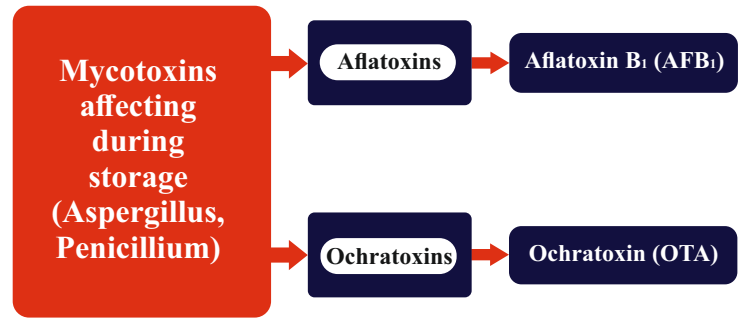 Mycotoxins
affecting
during
storage
(Aspergillus,
Penicillium)
Aflatoxins
Aflatoxin B₁ (AFB₁)
Ochratoxins
Ochratoxin (OTA)